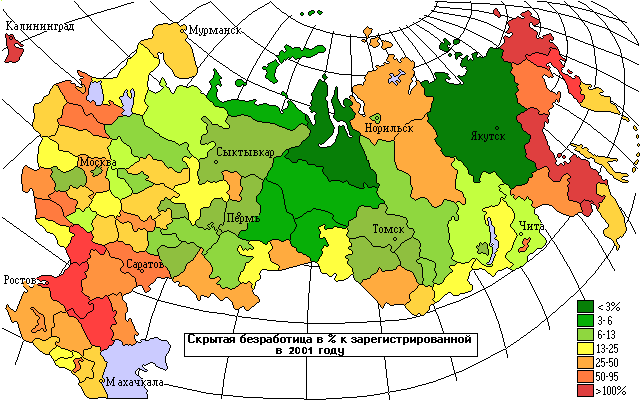 Калининград
Мурманск
Норильск
Якутск
Москва
Сыктывкар
Пермь
Томск
Чита
Саратов
Ростов
Махачкала
Скрытая безработица в % к зарегистрированной
в 2001 году
< 3%
3-6
6-13
13-25
25-50
50-95
>100%